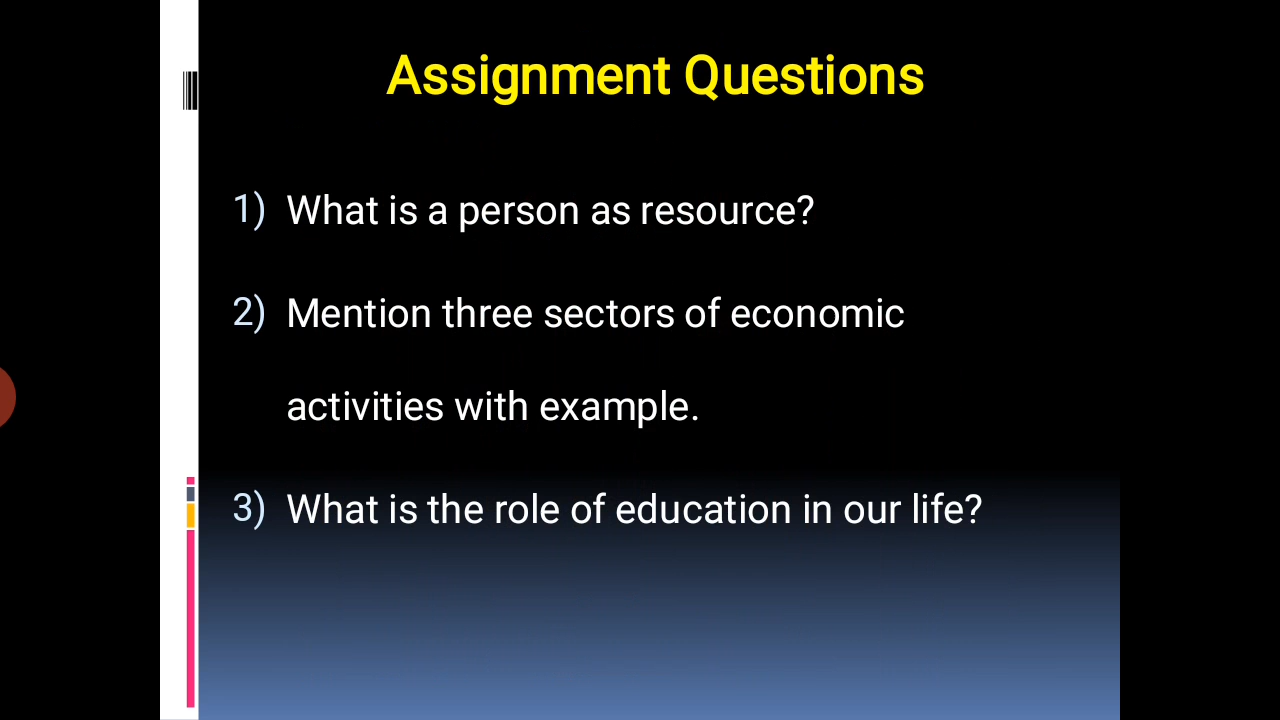 Assignment Questions
1) What is a person as resource?
2) Mention three sectors of economic
activities with example.
3) What is the role of education in our life?